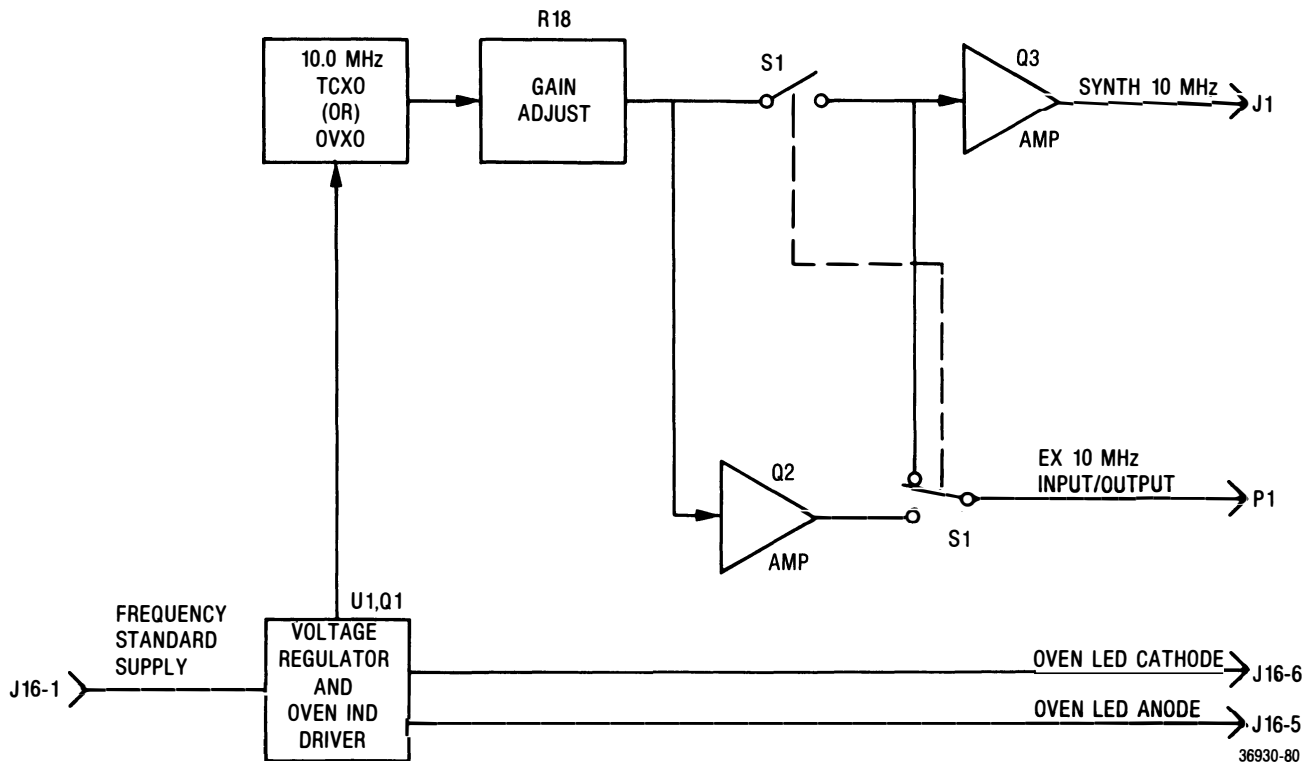 R18
10.0 MHz
TCXO
(OR)
OVXO
GAIN
ADJUST
S1
Q3
AMP
SYNTH 10 MHz
J1
Q2
AMP
S1
EX 10 MHz
INPUT/OUTPUT
P1
FREQUENCY
STANDARD
SUPPLY
J16-1
U1,Q1
VOLTAGE
REGULATOR
AND
OVEN IND
DRIVER
OVEN LED CATHODE
J16-6
OVEN LED ANODE
J16-5
36930-80